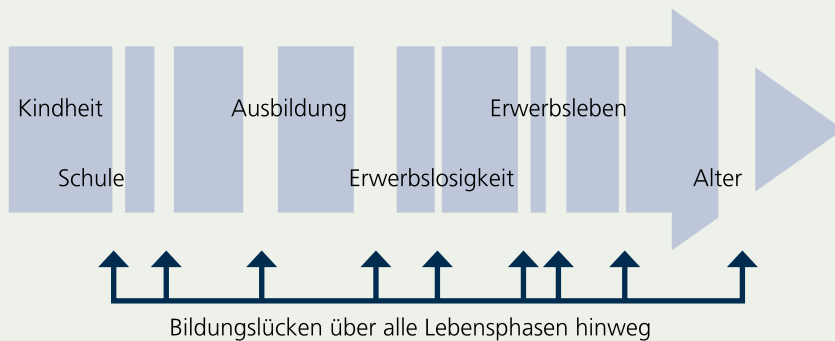 Kindheit
Ausbildung
Erwerbsleben
Schule
Erwerbslosigkeit
Alter
Bildungslücken über alle Lebensphasen hinweg